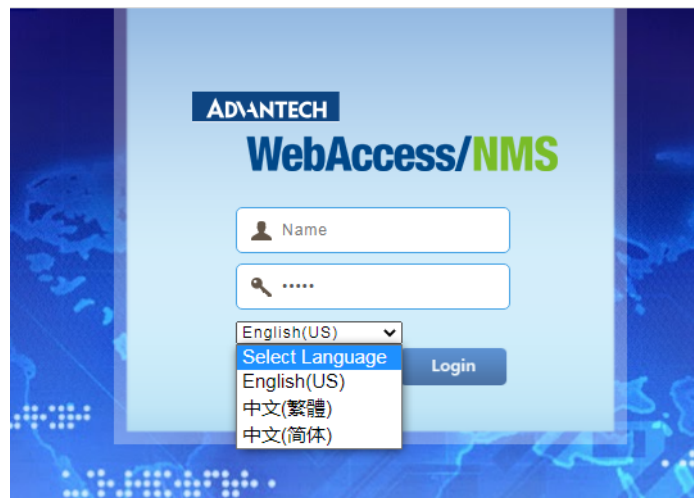 ADVANTECH
WebAccess/NMS
Name
•••••
English(US)
Select Language
Login
English(US)
中文(繁體)
中文(简体)